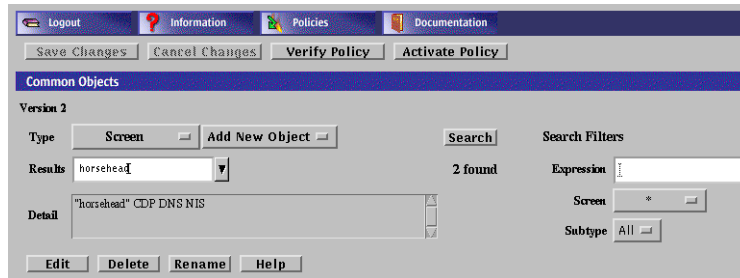 Logout Information Policies Documentation
Save Changes Cancel Changes Verify Policy Activate Policy
Common Objects
Version 2
Type Screen Add New Object Search Search Filters
Results horsehead 2 found Expression
Screen *
Detail "horsehead" CDP DNS NIS
Subtype All
Edit Delete Rename Help